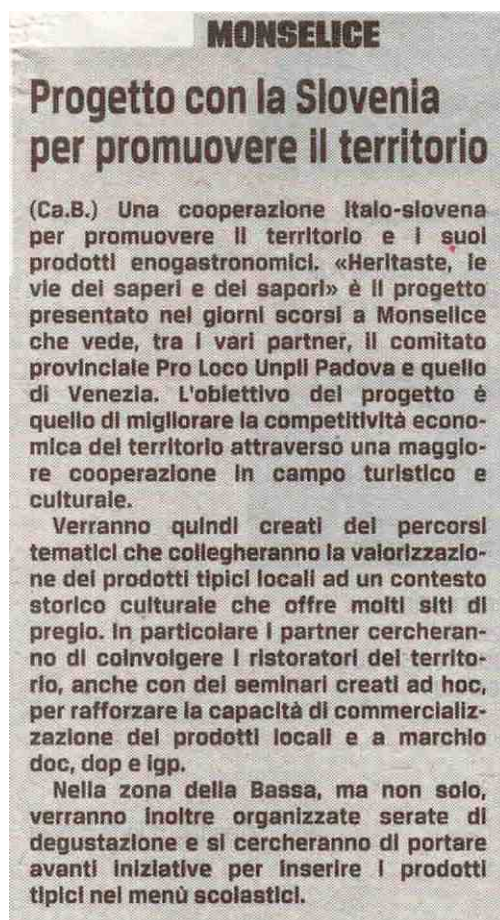 MONSELICE
Progetto con la Slovenia
per promuovere il territorio
(Ca.B.) Una cooperazione italo-slovena
per promuovere il territorio e i suoi
prodotti enogastronomici. «Heritaste, le
vie dei saperi e dei sapori» è il progetto
presentato nei giorni scorsi a Monselice
che vede, tra i vari partner, il comitato
provinciale Pro Loco Unpli Padova e quello
di Venezia. L'obiettivo del progetto è
quello di migliorare la competitività econo-
mica del territorio attraverso una maggio-
re cooperazione in campo turistico e
culturale.
Verranno quindi creati dei percorsi
tematici che collegheranno la valorizzazio-
ne dei prodotti tipici locali ad un contesto
storico culturale che offre molti siti di
pregio. In particolare i partner cercheran-
no di coinvolgere i ristoratori del territo-
rio, anche con dei seminari creati ad hoc,
per rafforzare la capacità di commercializ-
zazione dei prodotti locali e a marchio
doc, dop e igp.
Nella zona della Bassa, ma non solo,
verranno inoltre organizzate serate di
degustazione e si cercheranno di portare
avanti iniziative per inserire i prodotti
tipici nei menù scolastici.